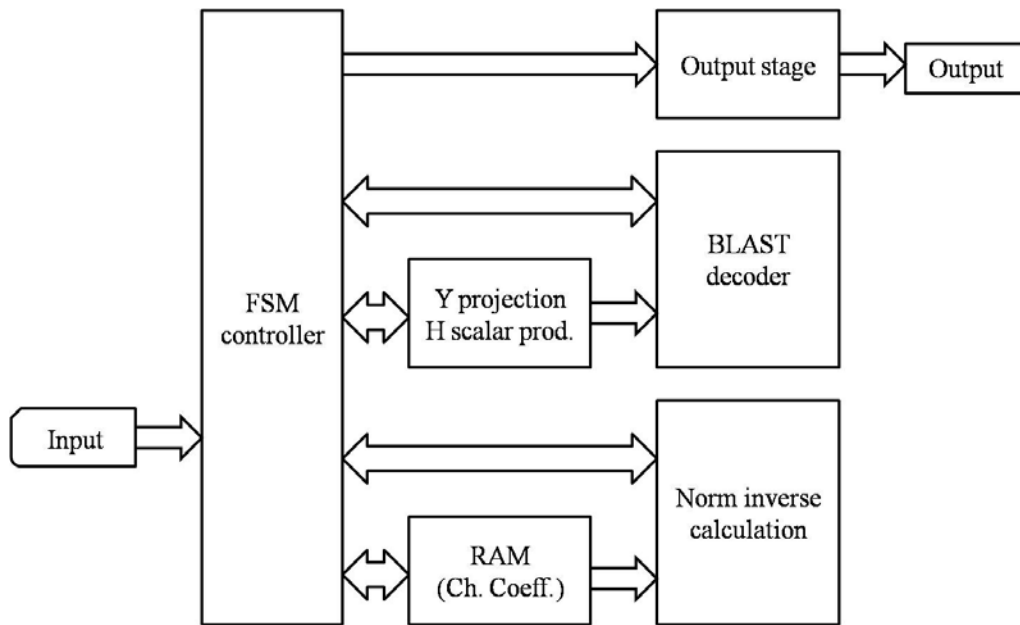 Output stage
Output
BLAST
decoder
FSM
controller
Y projection
H scalar prod.
Input
Norm inverse
calculation
RAM
(Ch. Coeff.)